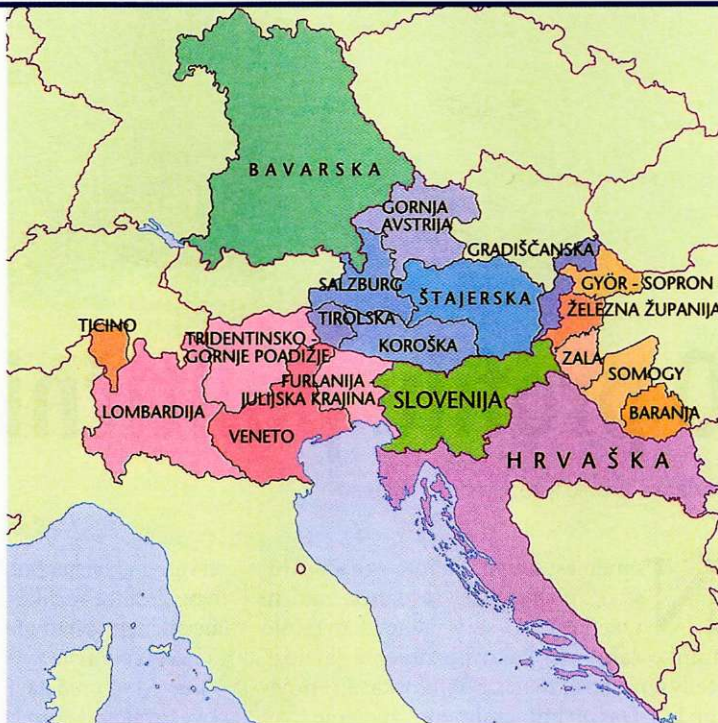 BAVARSKA
GORNJA
AVSTRIJA
GRADIŠČANSKA
SALZBURG
ŠTAJERSKA
GYÖR - SOPRON
ŽELEZNA ŽUPANIJA
TICINO
TIROLSKA
TRIDENTINSKO -
GORNJE POADIŽJE
KOROŠKA
ZALA
SOMOGY
FURLANIJA -
JULIJSKA KRAJINA
SLOVENIJA
LOMBARDIJA
BARANJA
VENETO
HRVAŠKA